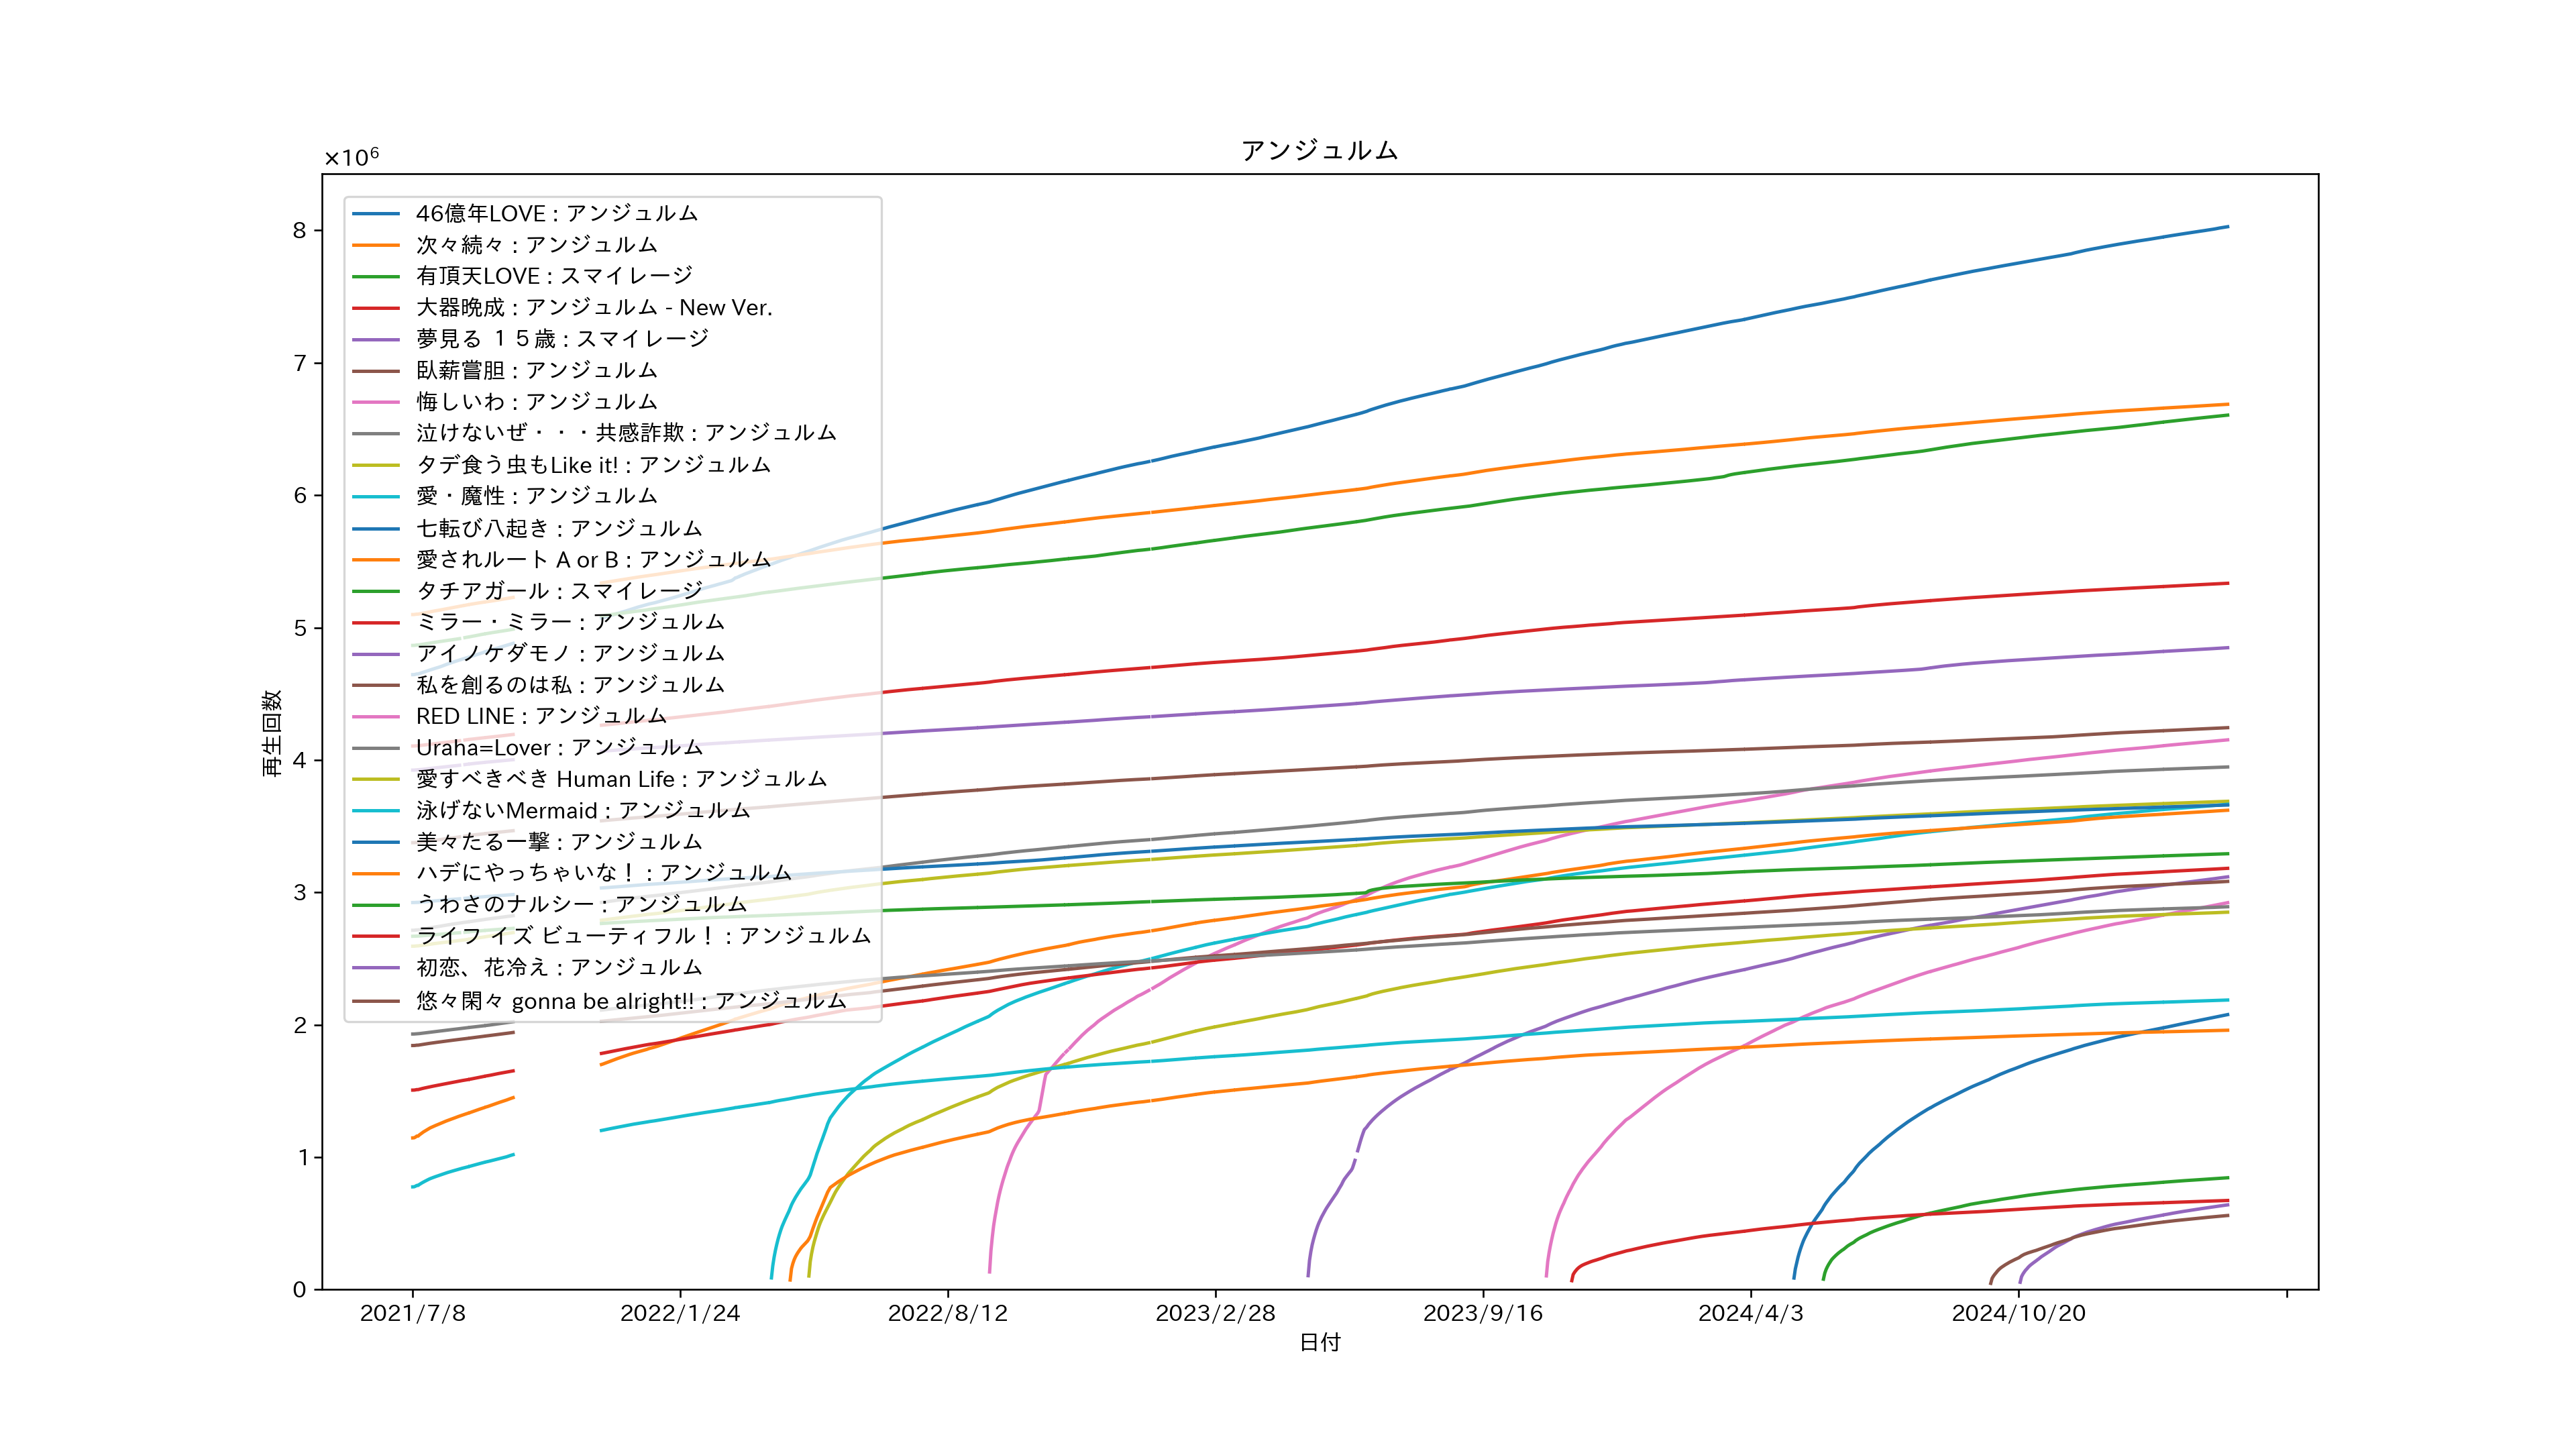 アンジュルム
×10⁶
46億年LOVE : アンジュルム
次々続々 : アンジュルム
有頂天LOVE : スマイレージ
大器晩成 : アンジュルム - New Ver.
夢見る １５歳 : スマイレージ
臥薪嘗胆 : アンジュルム
悔しいわ : アンジュルム
泣けないぜ・・・共感詐欺 : アンジュルム
タデ食う虫もLike it! : アンジュルム
愛・魔性 : アンジュルム
七転び八起き : アンジュルム
愛されルート A or B : アンジュルム
タチアガール : スマイレージ
ミラー・ミラー : アンジュルム
アイノケダモノ : アンジュルム
私を創るのは私 : アンジュルム
RED LINE : アンジュルム
Uraha=Lover : アンジュルム
愛すべきべき Human Life : アンジュルム
泳げないMermaid : アンジュルム
美々たる一撃 : アンジュルム
ハデにやっちゃいな！ : アンジュルム
うわさのナルシー : アンジュルム
ライフ イズ ビューティフル！ : アンジュルム
初恋、花冷え : アンジュルム
悠々閑々 gonna be alright!! : アンジュルム
8
7
6
5
4
3
2
1
0
再生回数
2021/7/8
2022/1/24
2022/8/12
2023/2/28
2023/9/16
2024/4/3
2024/10/20
日付